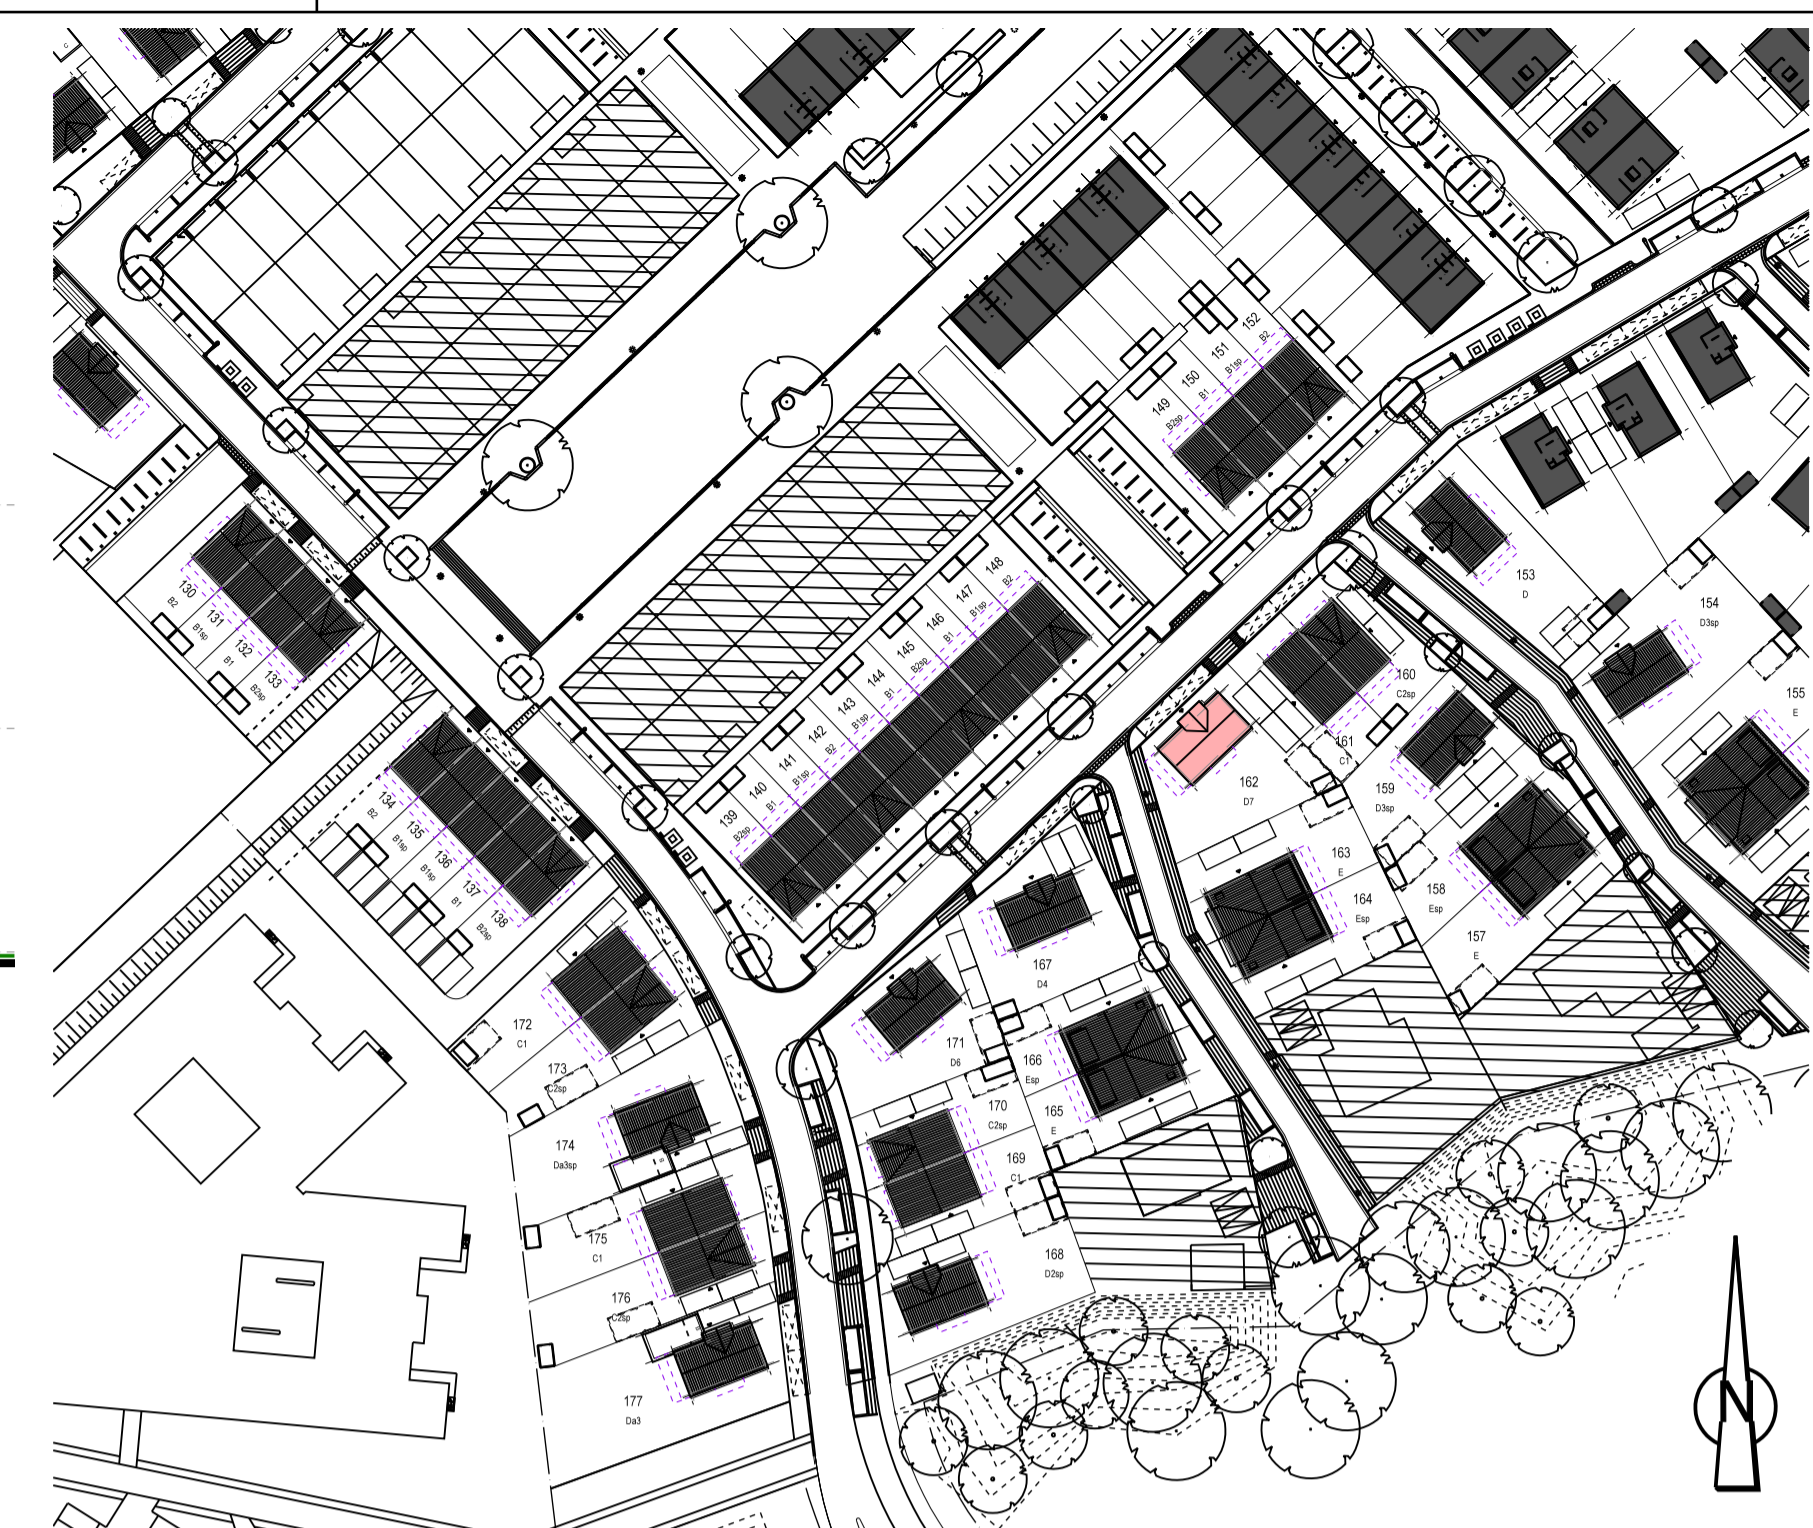 152
B2
151
B1sp
150
B1
149
B2sp
148
B2
147
B1sp
146
B1
145
B2sp
144
B1
143
B1sp
142
B2
141
B1sp
140
B1
139
B2sp
130
B2
131
B1sp
132
B1
133
B2sp
134
B2
135
B1sp
136
B1sp
137
B1
138
B2sp
153
D
154
D3sp
155
E
160
C2sp
161
C1
159
D3sp
162
D7
163
E
164
Esp
158
Esp
157
E
167
D4
171
D6
166
Esp
165
E
170
C2sp
169
C1
168
D2sp
172
C1
173
C2sp
174
Da3sp
175
C1
176
C2sp
177
Da3
N